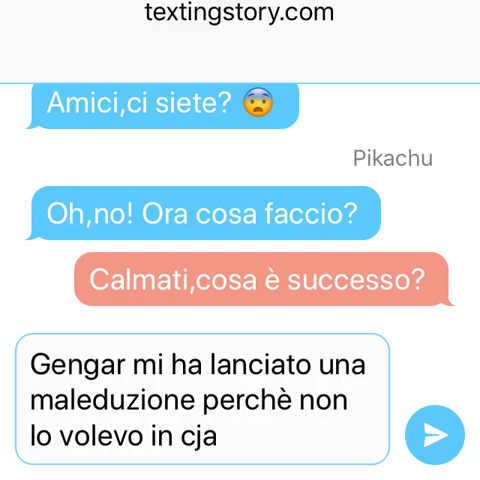 textingstory.com
Amici,ci siete? 😨
Pikachu
Oh,no! Ora cosa faccio?
Calmati,cosa è successo?
Gengar mi ha lanciato una
maleduzione perchè non
lo volevo in cja